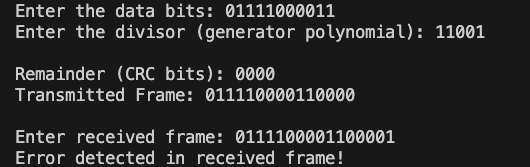 Enter the data bits: 01111000011
Enter the divisor (generator polynomial): 11001
Remainder (CRC bits): 0000
Transmitted Frame: 011110000110000
Enter received frame: 0111100001100001
Error detected in received frame!